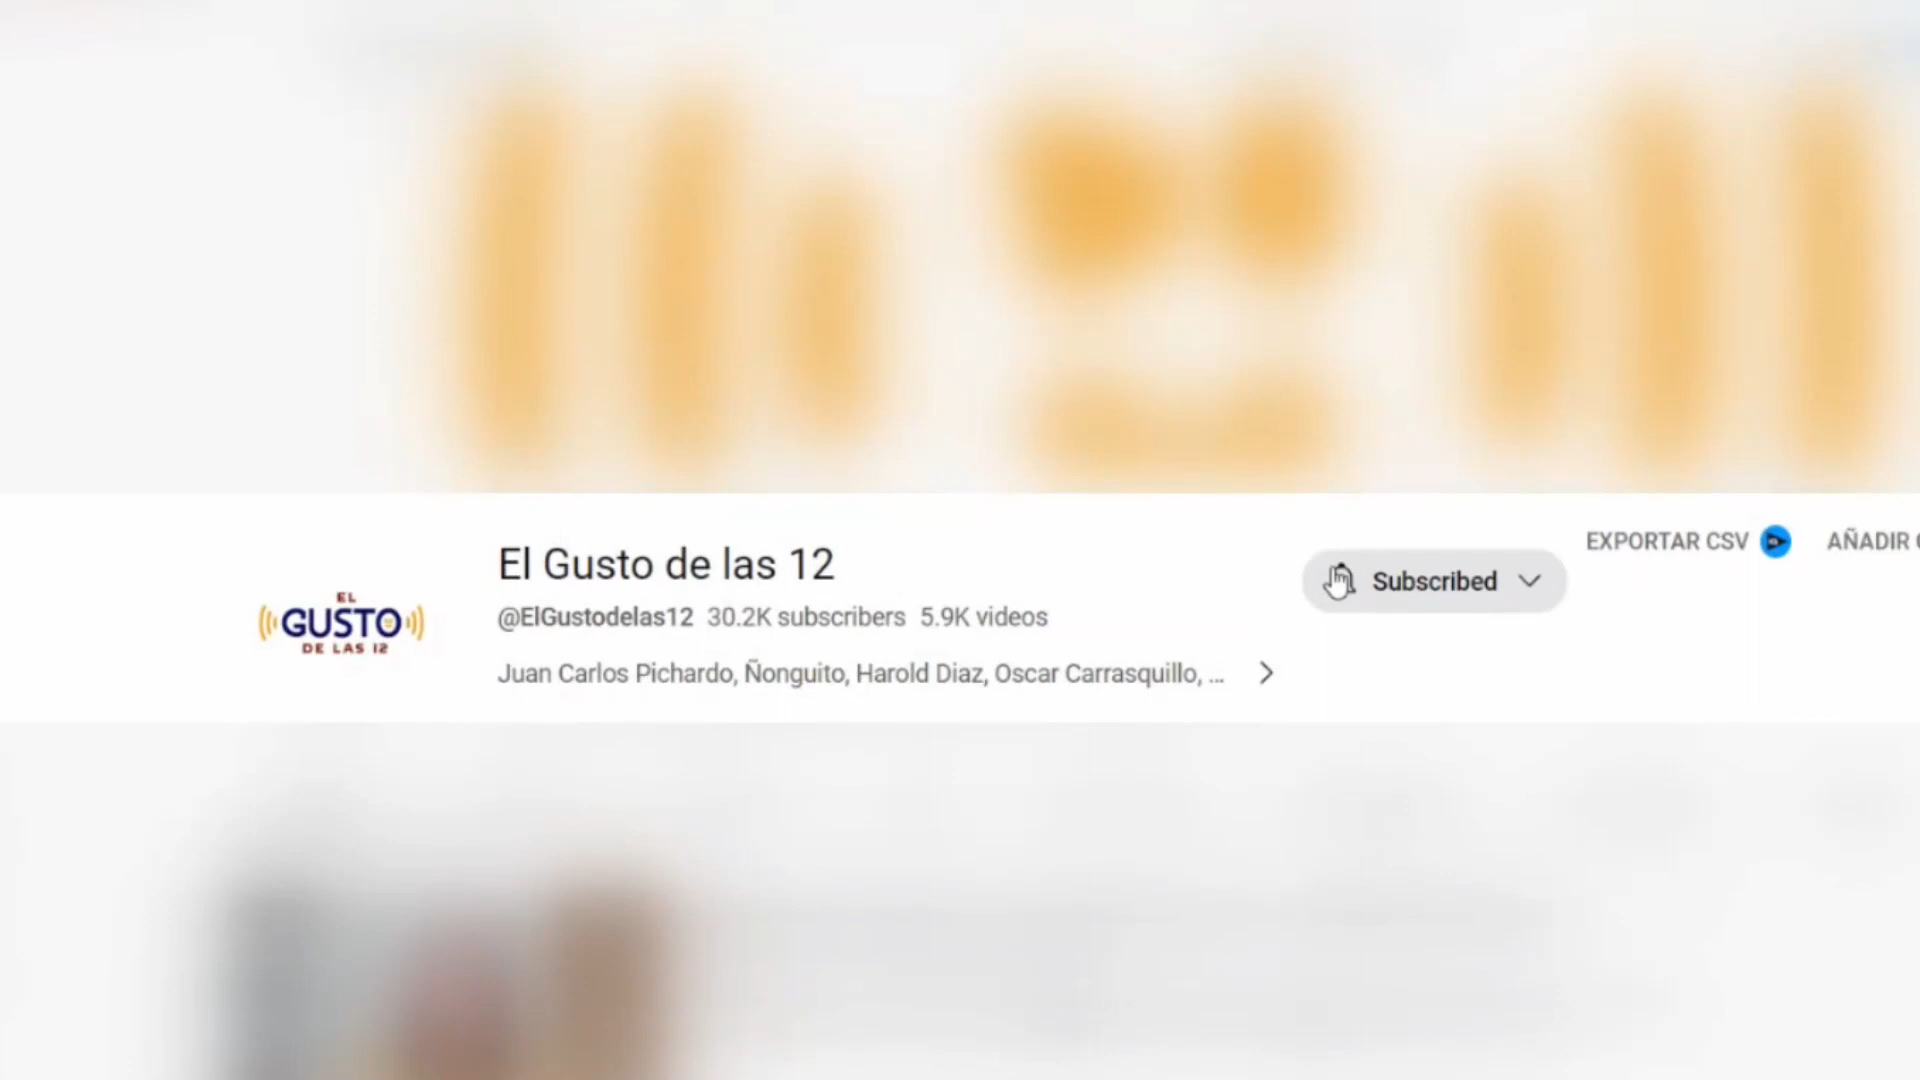 El Gusto de las 12
@ElGustodelas12 30.2K subscribers 5.9K videos
Juan Carlos Pichardo, Ñonguito, Harold Diaz, Oscar Carrasquillo, ...
EL
GUSTO
DE LAS 12
Subscribed
EXPORTAR CSV
AÑADIR